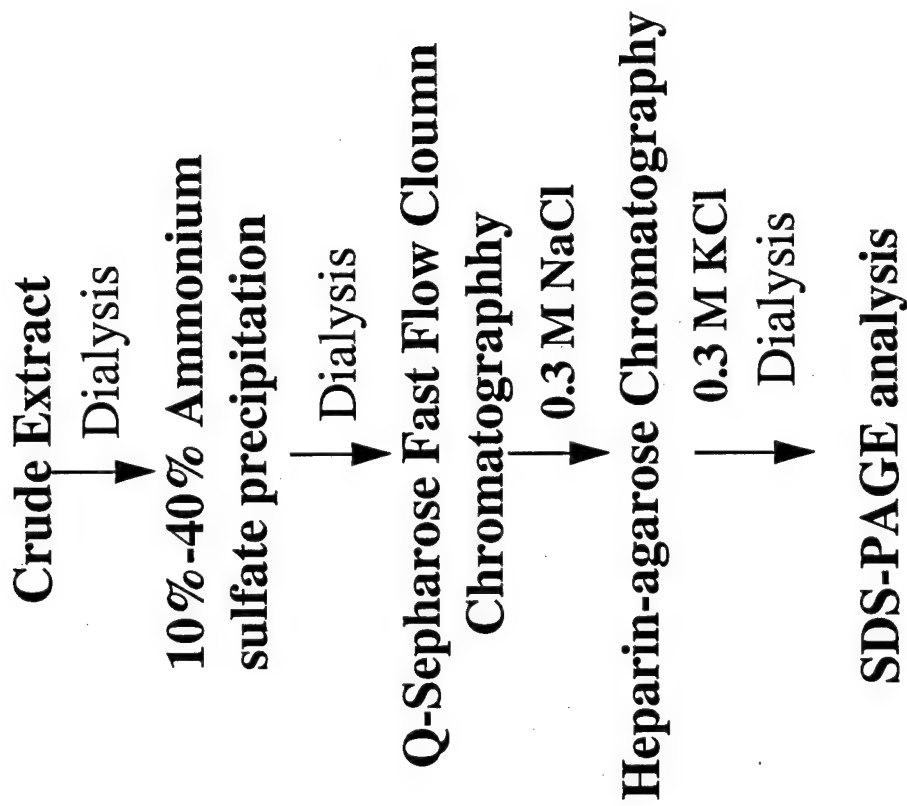 Crude Extract
Dialysis
10%-40% Ammonium
sulfate precipitation
Dialysis
Q-Sepharose Fast Flow Cloumn
Chromatographhy
0.3 M NaCl
Heparin-agarose Chromatography
0.3 M KCl
Dialysis
SDS-PAGE analysis